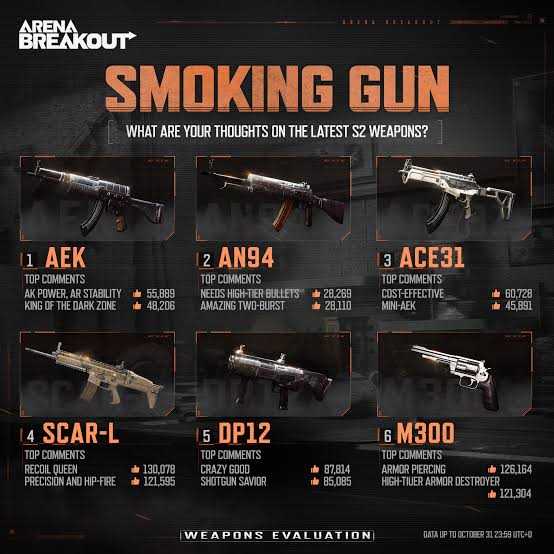 ARENA
BREAKOUT
ARENA BREAKOUT
SMOKING GUN
WHAT ARE YOUR THOUGHTS ON THE LATEST S2 WEAPONS?
1 AEK
TOP COMMENTS
AK POWER, AR STABILITY 55,889
KING OF THE DARK ZONE 48,206
2 AN94
TOP COMMENTS
NEEDS HIGH-TIER BULLETS 28,269
AMAZING TWO-BURST 28,110
3 ACE31
TOP COMMENTS
COST-EFFECTIVE 60,728
MINI-AEK 45,891
4 SCAR-L
TOP COMMENTS
RECOIL QUEEN 130,078
PRECISION AND HIP-FIRE 121,595
5 DP12
TOP COMMENTS
CRAZY GOOD 87,814
SHOTGUN SAVIOR 85,085
6 M300
TOP COMMENTS
ARMOR PIERCING 126,164
HIGH-TIUER ARMOR DESTROYER
121,304
WEAPONS EVALUATION
DATA UP TO OCTOBER 31 23:59 UTC+0